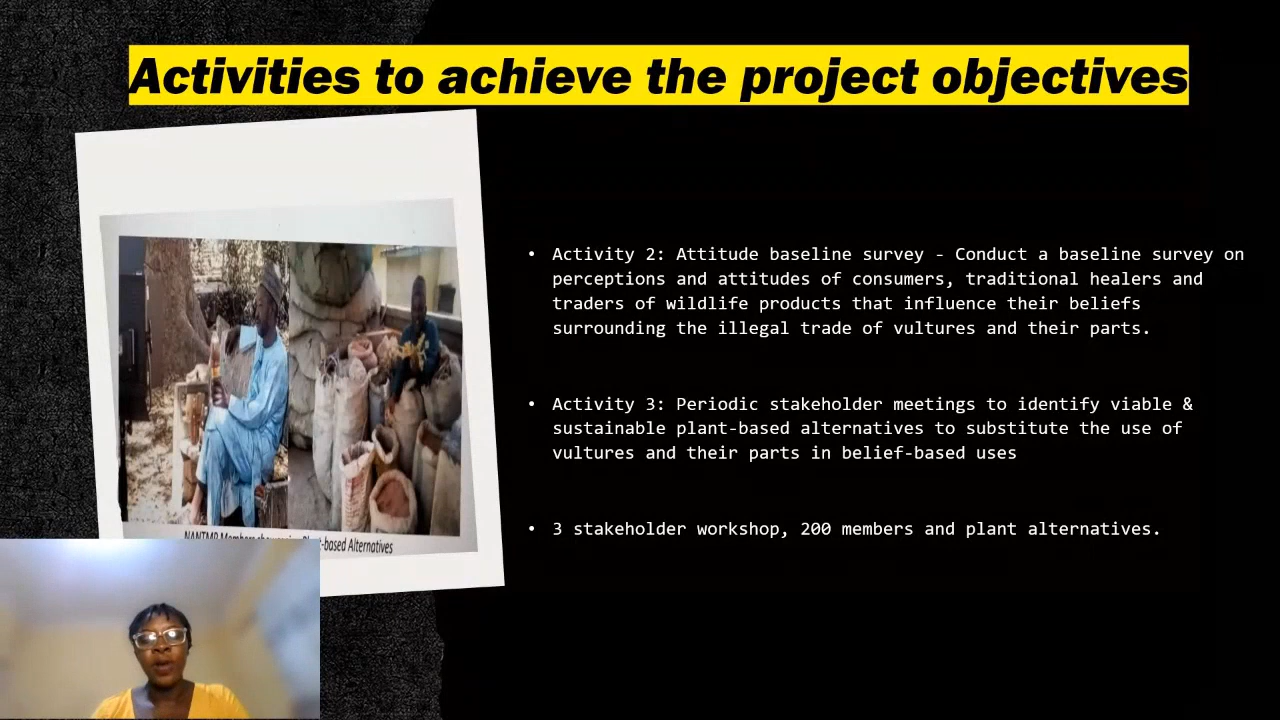 Activities to achieve the project objectives
• Activity 2: Attitude baseline survey - Conduct a baseline survey on
perceptions and attitudes of consumers, traditional healers and
traders of wildlife products that influence their beliefs
surrounding the illegal trade of vultures and their parts.
• Activity 3: Periodic stakeholder meetings to identify viable &
sustainable plant-based alternatives to substitute the use of
vultures and their parts in belief-based uses
• 3 stakeholder workshop, 200 members and plant alternatives.
-based Alternatives